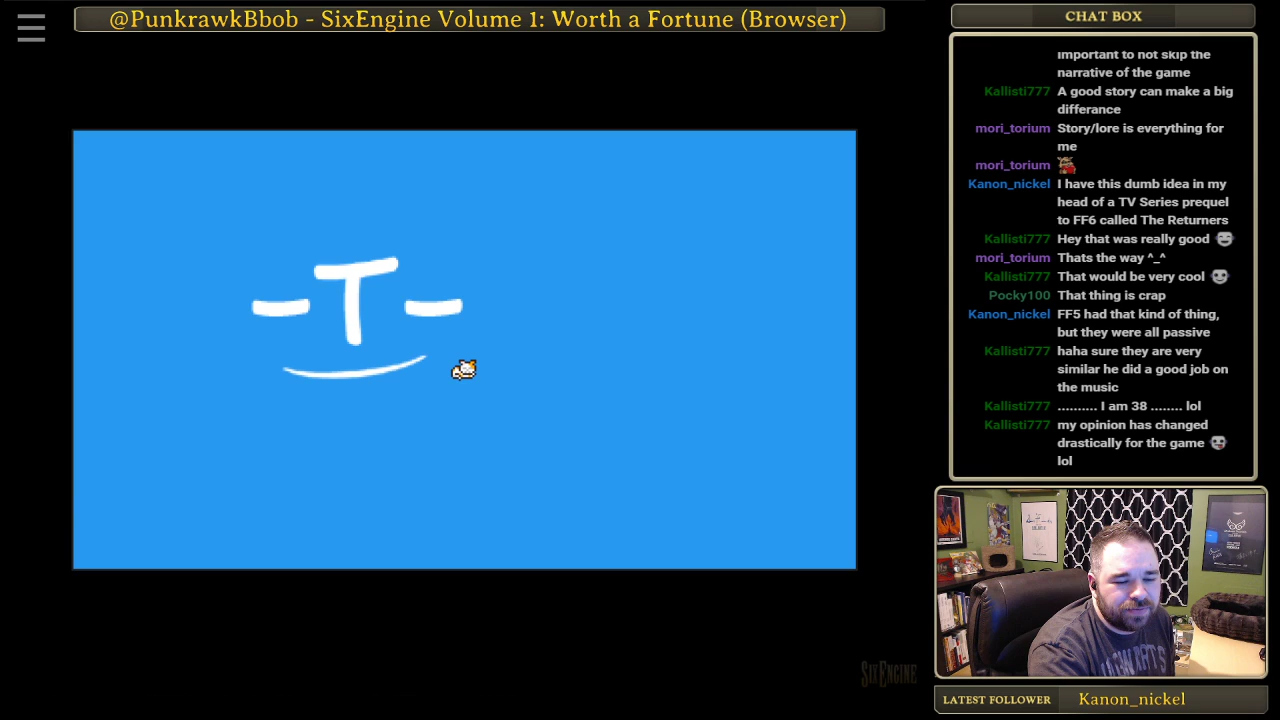 @PunkrawkBbob - SixEngine Volume 1: Worth a Fortune (Browser)
T
SIXENGINE
CHAT BOX
important to not skip the
narrative of the game
Kallisti777 A good story can make a big
differance
mori_torium Story/lore is everything for
me
mori_torium
Kanon_nickel I have this dumb idea in my
head of a TV Series prequel
to FF6 called The Returners
Kallisti777 Hey that was really good
mori_torium Thats the way ^_^
Kallisti777 That would be very cool
Pocky100 That thing is crap
Kanon_nickel FF5 had that kind of thing,
but they were all passive
Kallisti777 haha sure they are very
similar he did a good job on
the music
Kallisti777 .......... I am 38 ........ lol
Kallisti777 my opinion has changed
drastically for the game
lol
LATEST FOLLOWER Kanon_nickel